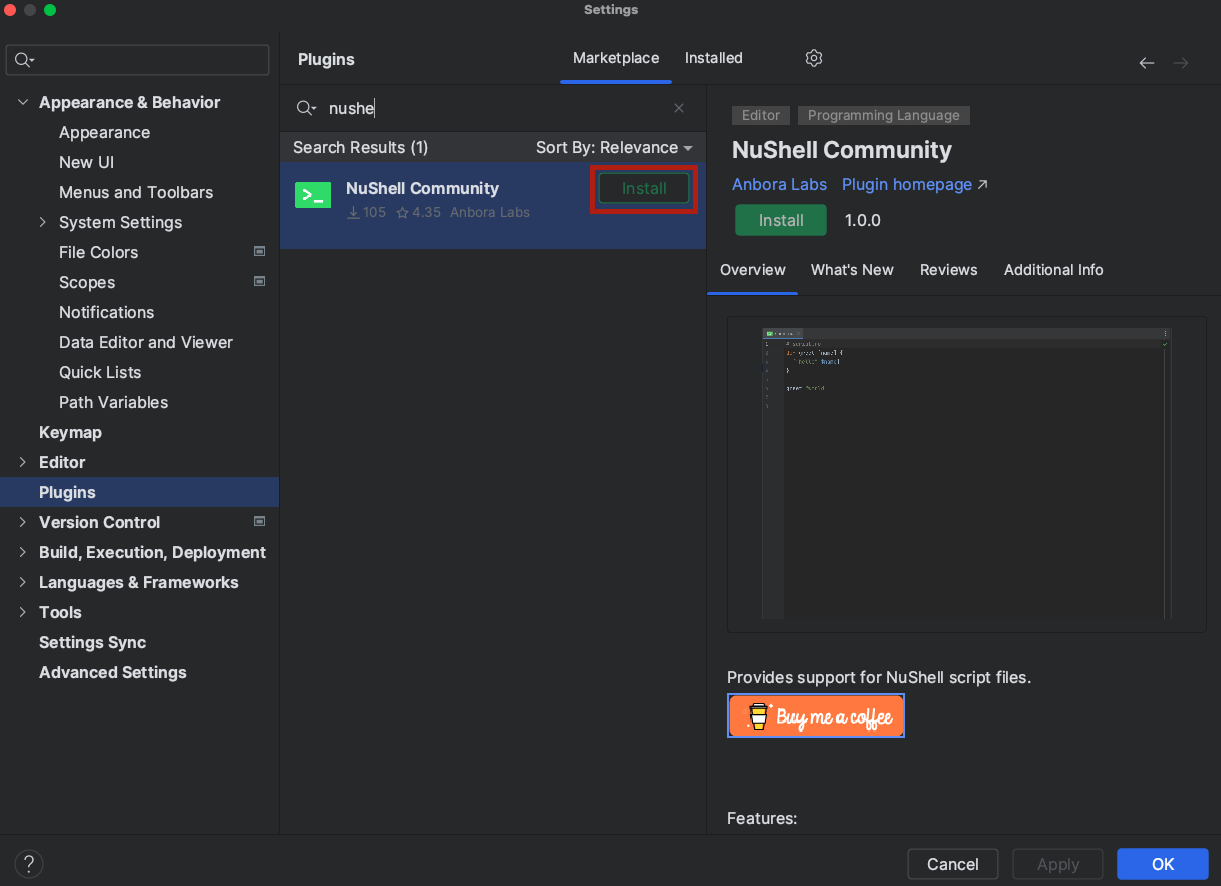 Settings
Appearance & Behavior
Appearance
New UI
Menus and Toolbars
System Settings
File Colors
Scopes
Notifications
Data Editor and Viewer
Quick Lists
Path Variables
Keymap
Editor
Plugins
Version Control
Build, Execution, Deployment
Languages & Frameworks
Tools
Settings Sync
Advanced Settings
?
Plugins Marketplace Installed
nushe
Search Results (1) Sort By: Relevance
NuShell Community Install
105 4.35 Anbora Labs
Editor Programming Language
NuShell Community
Anbora Labs Plugin homepage
Install 1.0.0
Overview What's New Reviews Additional Info
Provides support for NuShell script files.
Buy me a coffee
Features:
Cancel Apply OK